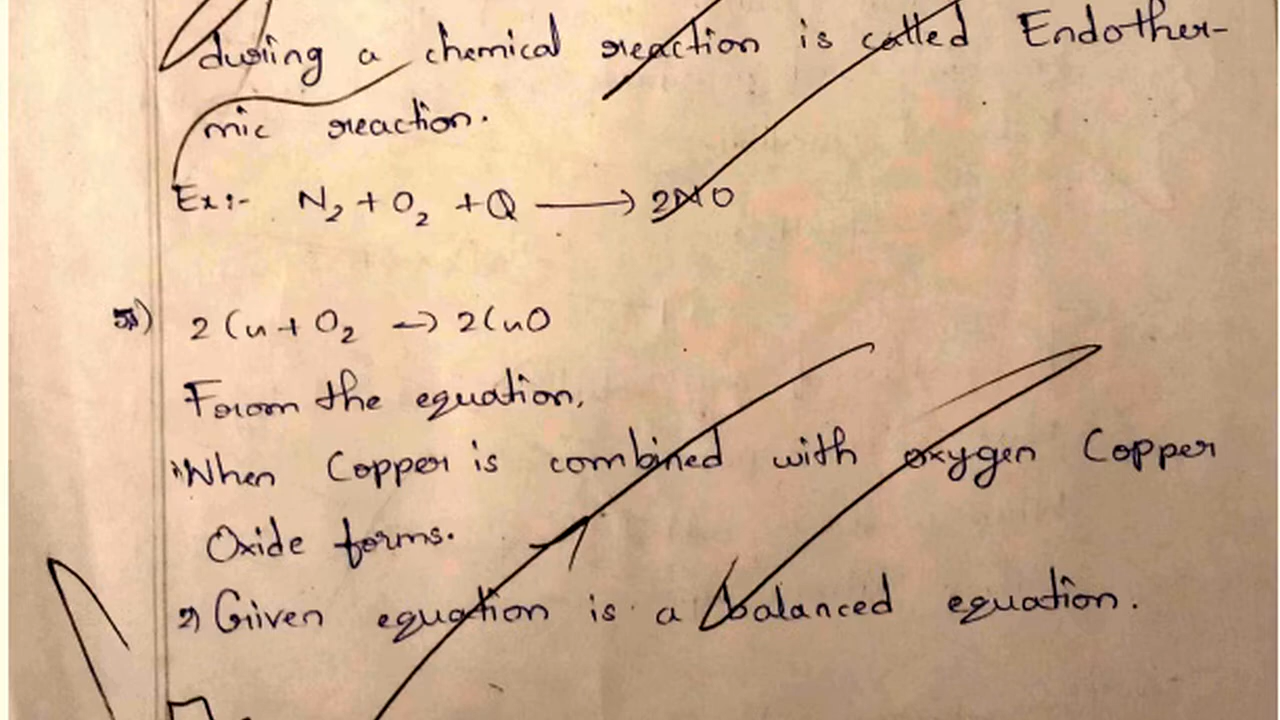 during a chemical reaction is called Endother-
mic reaction.
Ex:- N₂ + O₂ + Q ⟶ 2NO
5) 2Cu + O₂ → 2CuO
From the equation,
1) When Copper is combined with oxygen Copper
Oxide forms.
2) Given equation is a balanced equation.